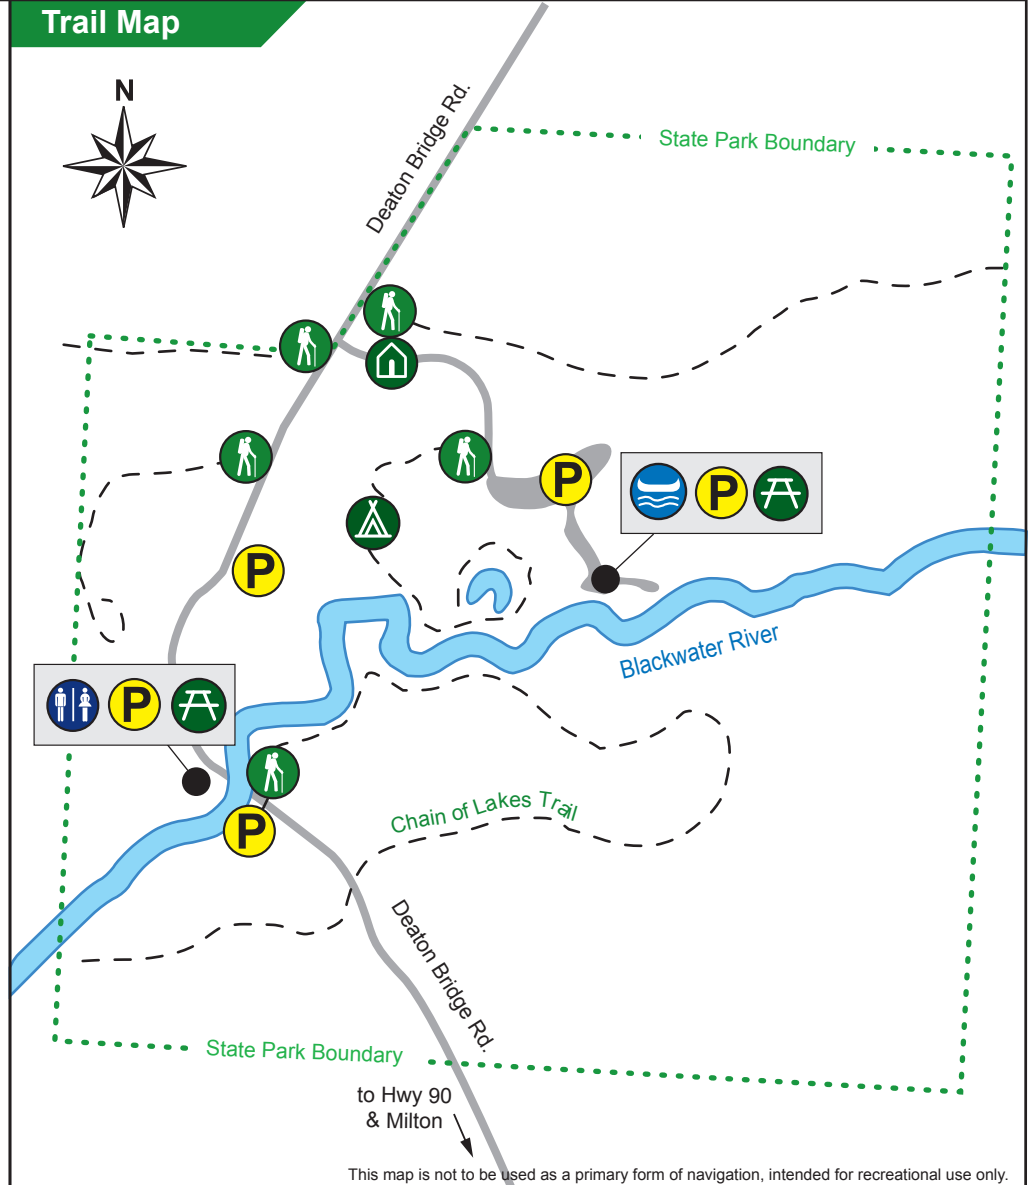 Trail Map
N
Deaton Bridge Rd.
State Park Boundary
P
P
P
Blackwater River
P
P
Chain of Lakes Trail
Deaton Bridge Rd.
State Park Boundary
to Hwy 90
& Milton
This map is not to be used as a primary form of navigation, intended for recreational use only.